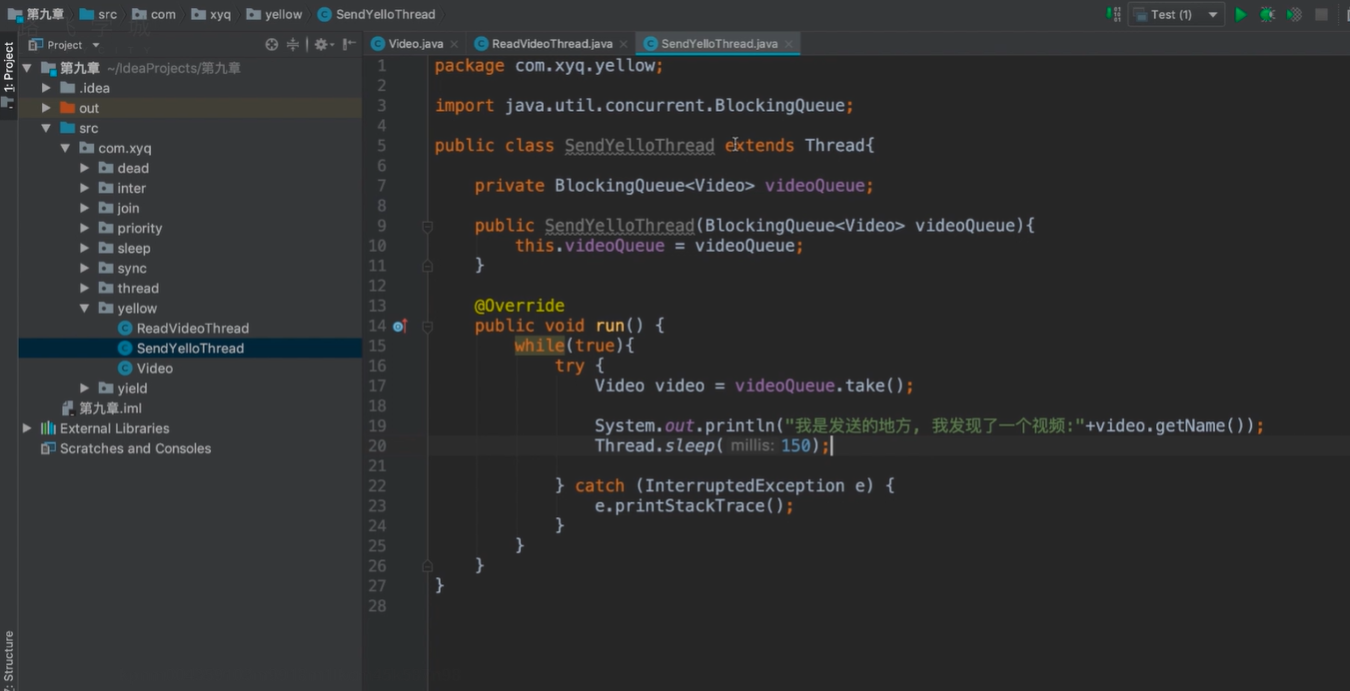 第九章 src com xyq yellow SendYelloThread Test (1)
Project Video.java ReadVideoThread.java SendYelloThread.java
1: Project
第九章 ~/IdeaProjects/第九章
.idea
out
src
com.xyq
dead
inter
join
priority
sleep
sync
thread
yellow
ReadVideoThread
SendYelloThread
Video
yield
第九章.iml
External Libraries
Scratches and Consoles
Structure
1 package com.xyq.yellow;
2
3 import java.util.concurrent.BlockingQueue;
4
5 public class SendYelloThread extends Thread{
6
7 private BlockingQueue<Video> videoQueue;
8
9 public SendYelloThread(BlockingQueue<Video> videoQueue){
10 this.videoQueue = videoQueue;
11 }
12
13 @Override
14 public void run() {
15 while(true){
16 try {
17 Video video = videoQueue.take();
18
19 System.out.println("我是发送的地方, 我发现了一个视频:"+video.getName());
20 Thread.sleep( millis: 150);
21
22 } catch (InterruptedException e) {
23 e.printStackTrace();
24 }
25 }
26 }
27 }
28